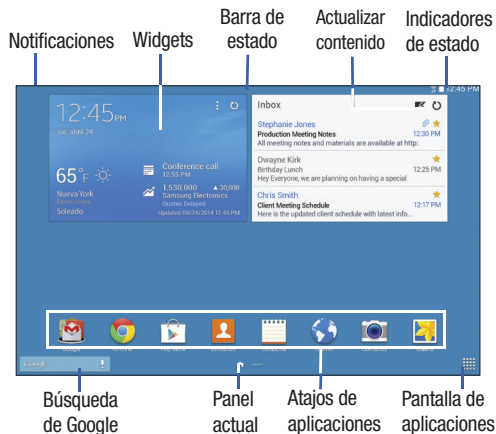 Notificaciones
Widgets
Barra de
estado
Actualizar
contenido
Indicadores
de estado
12:45 PM
12:45PM
jue, abril 24
65°F
Nueva York
Soleado
Conference call
12:55 PM
1,530,000 ▲ 30,000
Samsung Electronics
Quotes Delayed
Updated 04/24/2014 12:45 PM
Inbox
Stephanie Jones
Production Meeting Notes 12:30 PM
All meeting notes and materials are available at http:
Dwayne Kirk
Birthday Lunch 12:25 PM
Hey Everyone, we are planning on having a special
Chris Smith
Client Meeting Schedule 12:17 PM
Here is the updated client schedule with latest info...
Google
Búsqueda
de Google
Panel
actual
Atajos de
aplicaciones
Pantalla de
aplicaciones